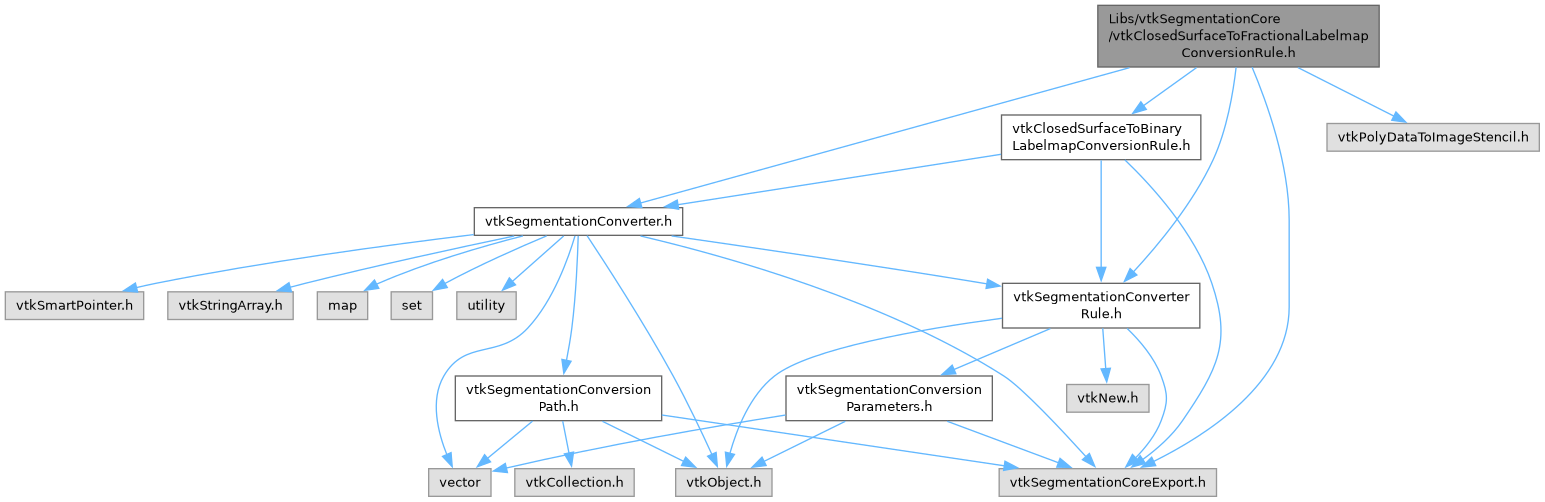 Libs/vtkSegmentationCore
/vtkClosedSurfaceToFractionalLabelmap
ConversionRule.h
vtkClosedSurfaceToBinary
LabelmapConversionRule.h
vtkPolyDataToImageStencil.h
vtkSegmentationConverter.h
vtkSmartPointer.h
vtkStringArray.h
map
set
utility
vtkSegmentationConverter
Rule.h
vtkSegmentationConversion
Path.h
vtkSegmentationConversion
Parameters.h
vtkNew.h
vector
vtkCollection.h
vtkObject.h
vtkSegmentationCoreExport.h